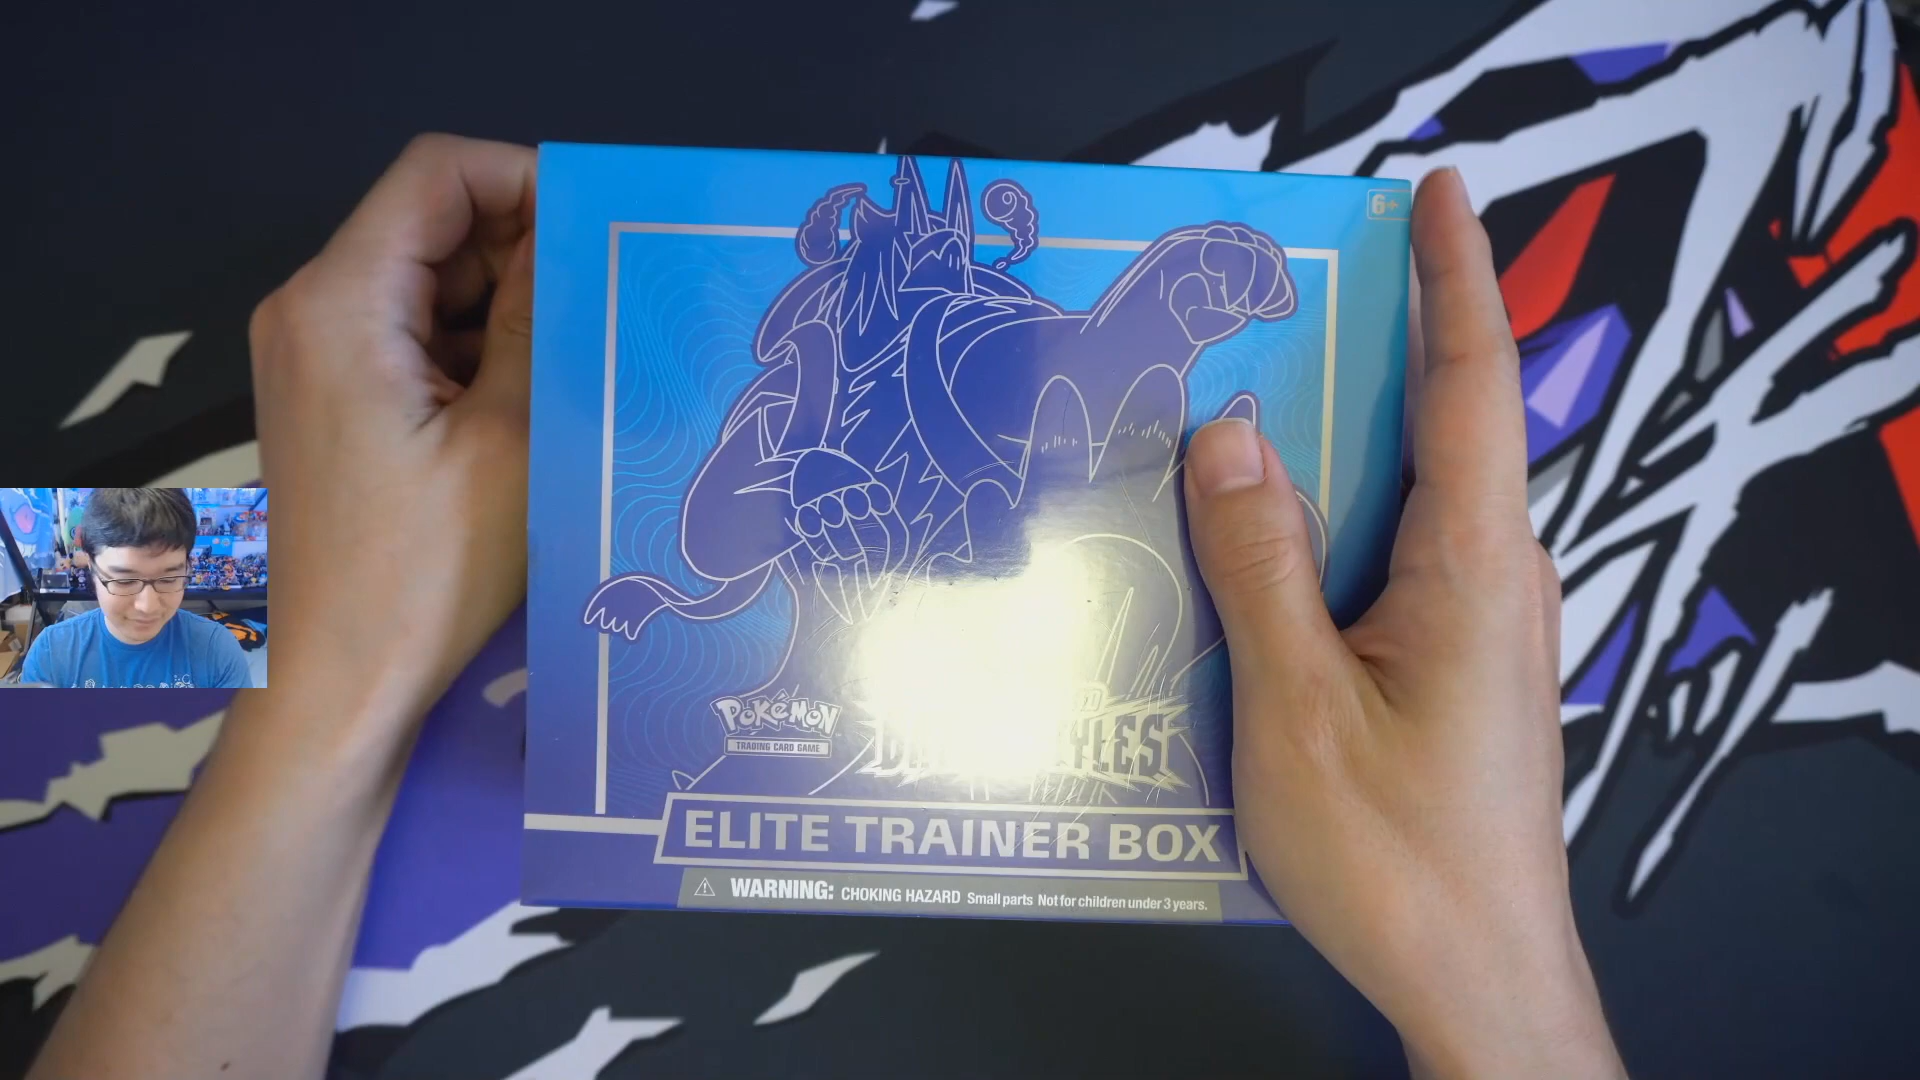 6+
POKéMON
TRADING CARD GAME
ELITE TRAINER BOX
WARNING: CHOKING HAZARD Small parts Not for children under 3 years.